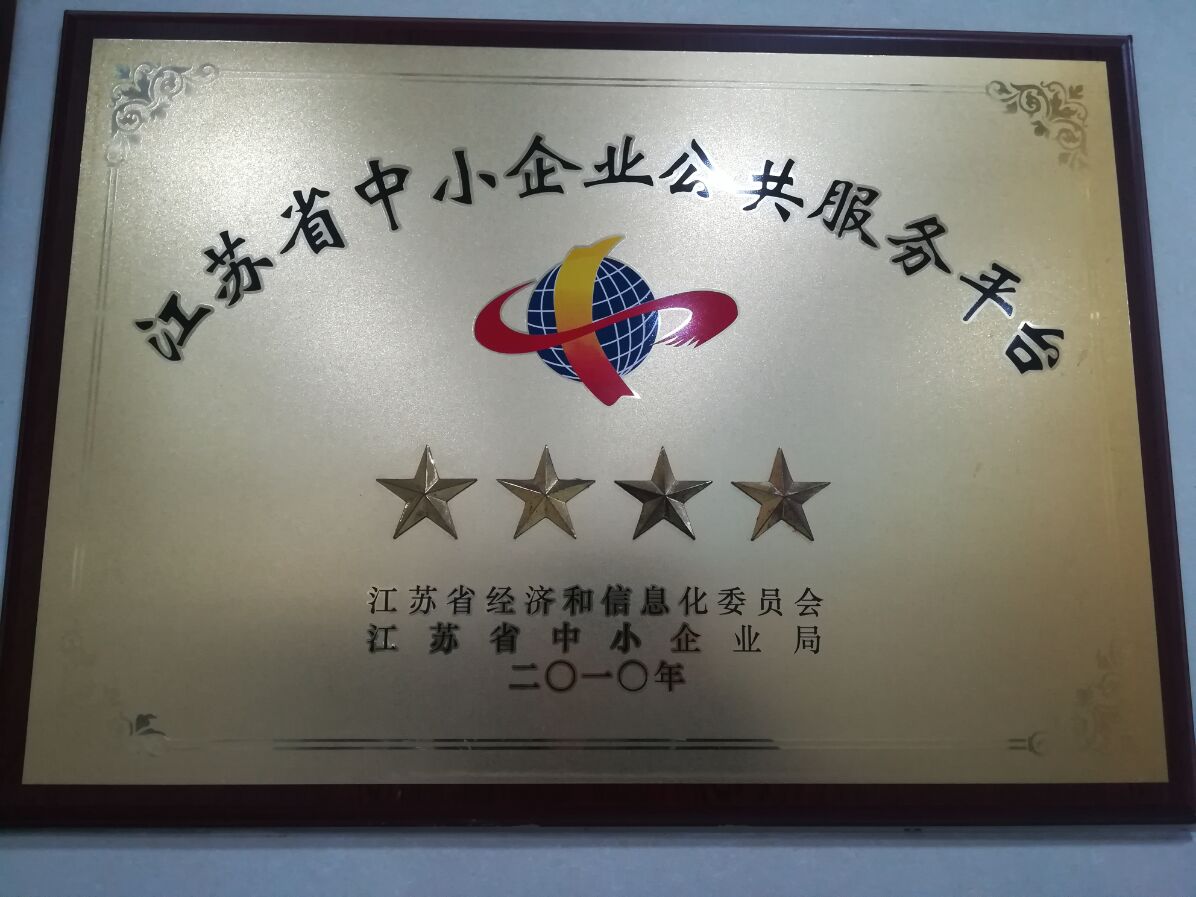 江苏省中小企业公共服务平台
江苏省经济和信息化委员会
江苏省中小企业局
二〇一〇年